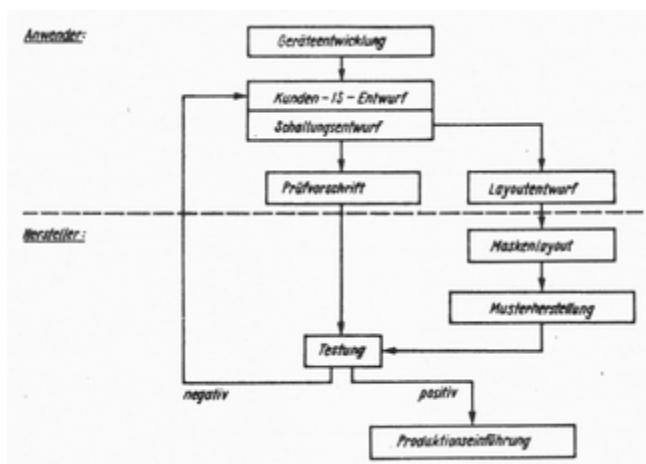 Anwender:
Geräteentwicklung
Kunden-IS-Entwurf
Schaltungsentwurf
Prüfvorschrift
Layoutentwurf
Hersteller:
Maskenlayout
Musterherstellung
Testung
negativ
positiv
Produktionseinführung